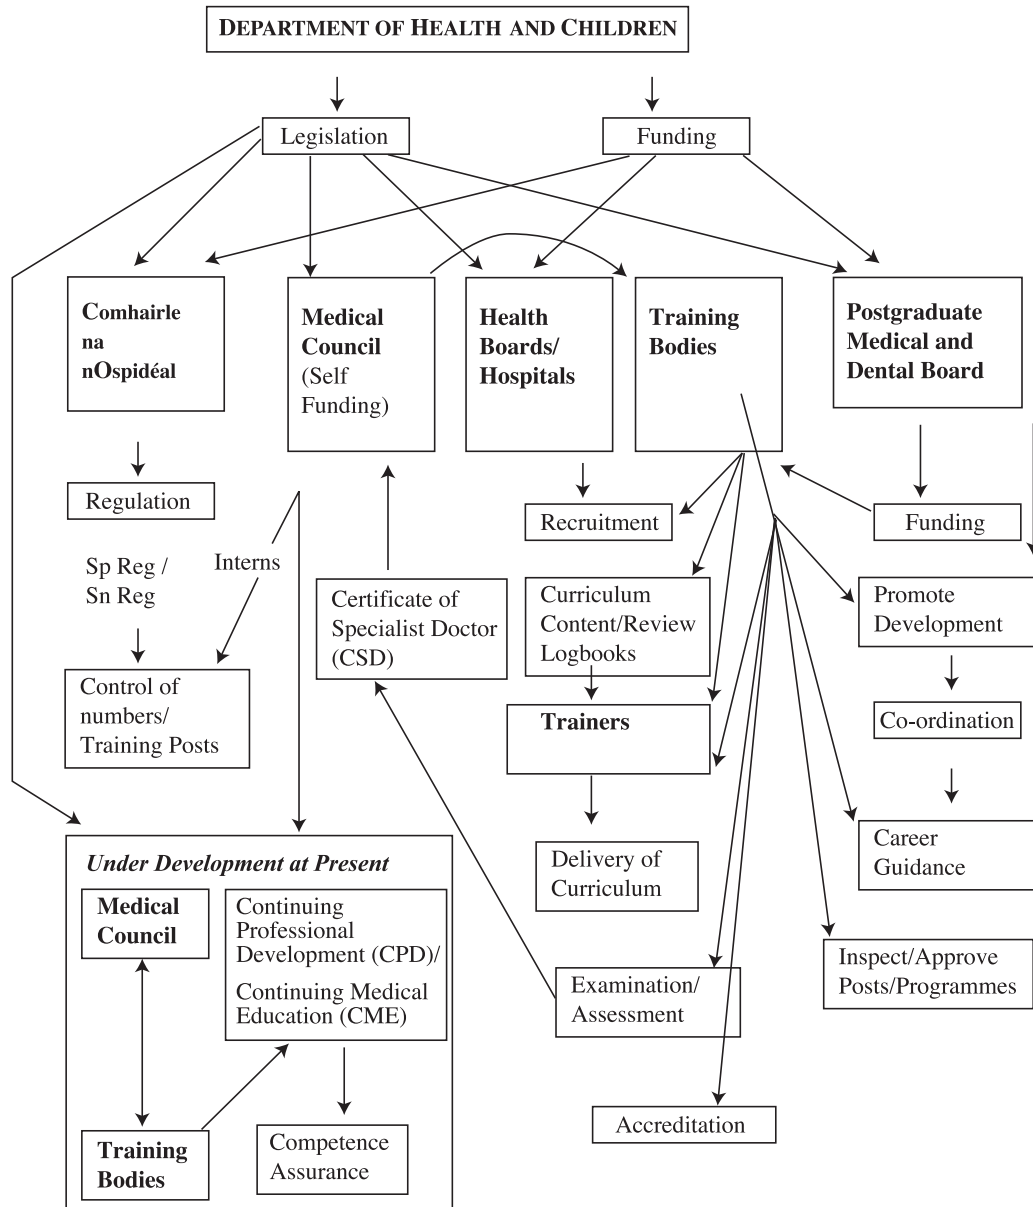 DEPARTMENT OF HEALTH AND CHILDREN
Legislation
Funding
Comhairle
na
nOspidéal
Medical
Council
(Self
Funding)
Health
Boards/
Hospitals
Training
Bodies
Postgraduate
Medical and
Dental Board
Regulation
Recruitment
Funding
Sp Reg /
Sn Reg
Interns
Certificate of
Specialist Doctor
(CSD)
Curriculum
Content/Review
Logbooks
Promote
Development
Control of
numbers/
Training Posts
Trainers
Co-ordination
Delivery of
Curriculum
Career
Guidance
Under Development at Present
Medical
Council
Continuing
Professional
Development (CPD)/
Continuing Medical
Education (CME)
Examination/
Assessment
Inspect/Approve
Posts/Programmes
Training
Bodies
Competence
Assurance
Accreditation